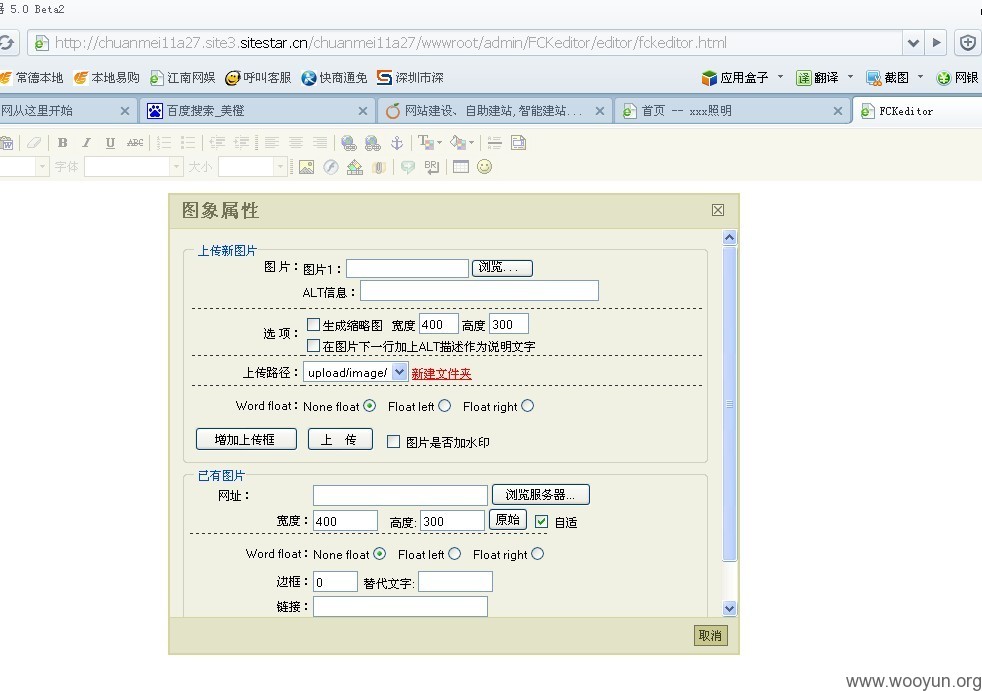 器 5.0 Beta2
http://chuanmei11a27.site3.sitestar.cn/chuanmei11a27/wwwroot/admin/FCKeditor/editor/fckeditor.html
常德本地 本地易购 江南网娱 呼叫客服 快商通免 深圳市深 应用盒子 翻译 截图 网银
网从这里开始 百度搜索_美橙 网站建设、自助建站,智能建站... 首页 -- xxx照明 FCKeditor
B I U ABC
字体 大小 BR
图象属性
上传新图片
图 片： 图片1： 浏览...
ALT信息：
选 项： 生成缩略图 宽度 400 高度 300
在图片下一行加上ALT描述作为说明文字
上传路径： upload/image/ 新建文件夹
Word float： None float Float left Float right
增加上传框 上 传 图片是否加水印
已有图片
网址： 浏览服务器...
宽度： 400 高度: 300 原始 自适
Word float： None float Float left Float right
边框： 0 替代文字:
链接：
取消
www.wooyun.org